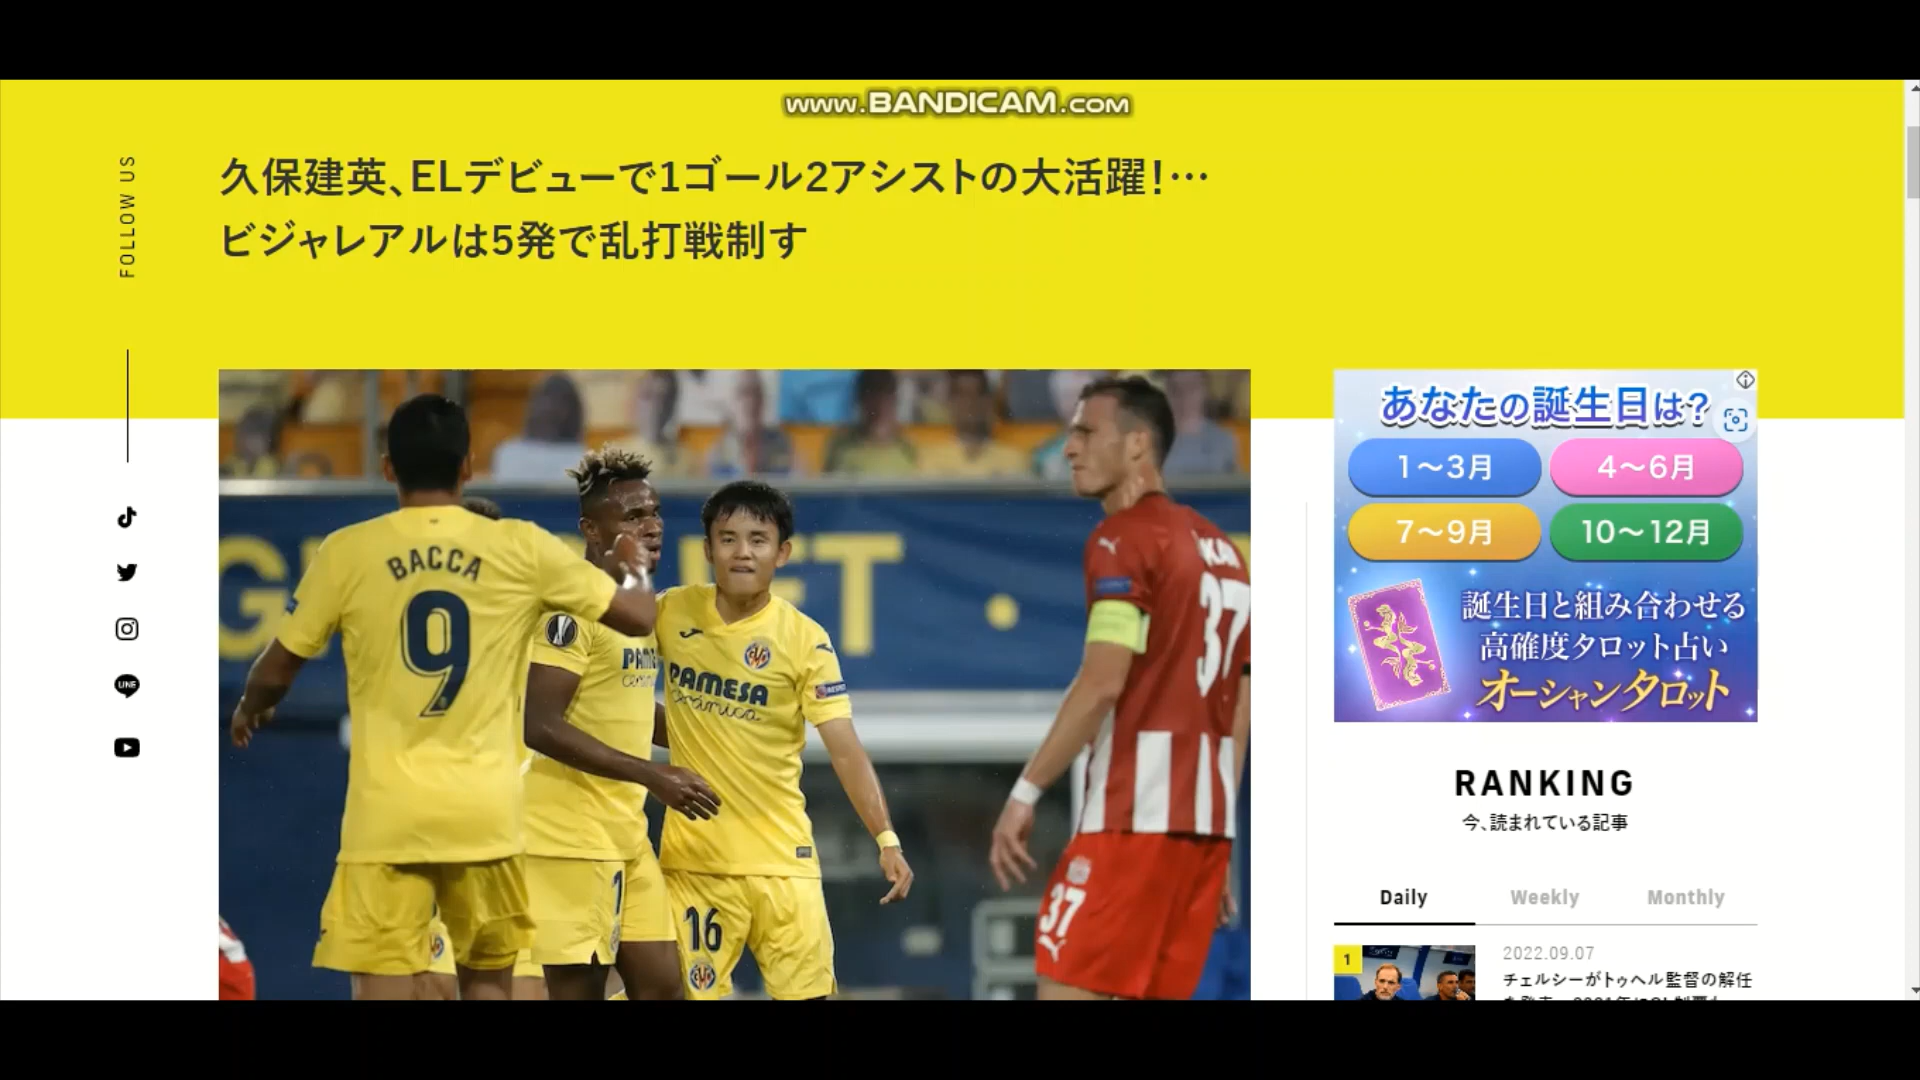 www.BANDICAM.com
FOLLOW US
久保建英、ELデビューで1ゴール2アシストの大活躍！…
ビジャレアルは5発で乱打戦制す
BACCA
9
PAMESA
cerámica
16
37
37
あなたの誕生日は？
1〜3月
4〜6月
7〜9月
10〜12月
誕生日と組み合わせる
高確度タロット占い
オーシャンタロット
RANKING
今、読まれている記事
Daily
Weekly
Monthly
1
2022.09.07
チェルシーがトゥヘル監督の解任